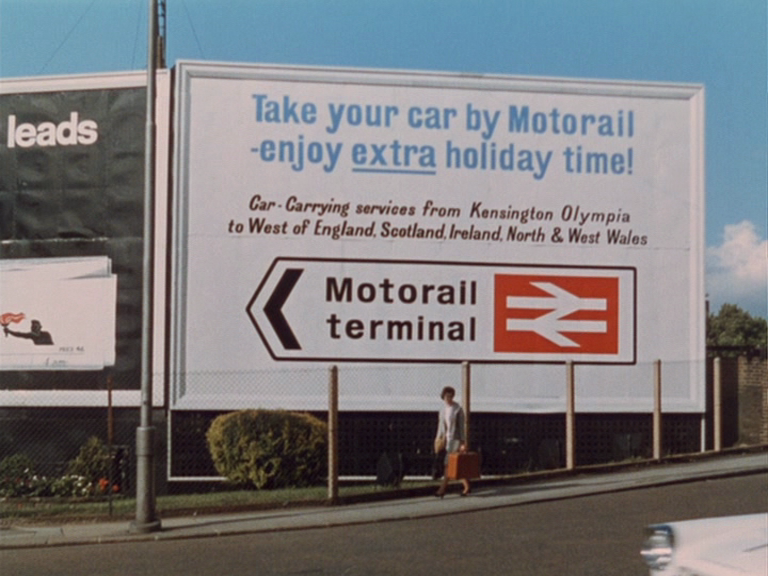 leads
Take your car by Motorail
-enjoy extra holiday time!
Car-Carrying services from Kensington Olympia
to West of England, Scotland, Ireland, North & West Wales
Motorail
terminal